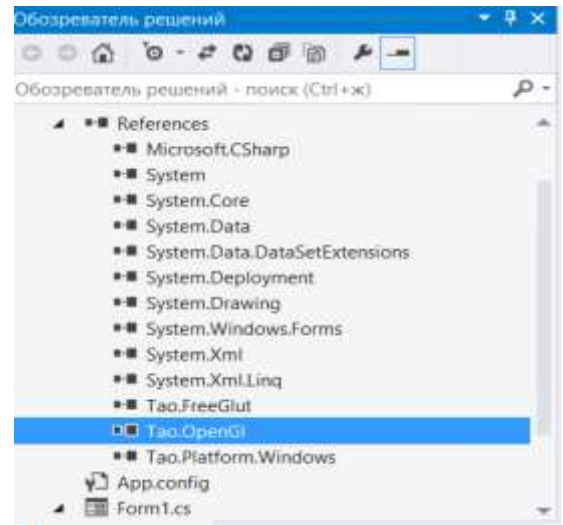 Обозреватель решений
Обозреватель решений - поиск (Ctrl+ж)
References
Microsoft.CSharp
System
System.Core
System.Data
System.Data.DataSetExtensions
System.Deployment
System.Drawing
System.Windows.Forms
System.Xml
System.Xml.Linq
Tao.FreeGlut
Tao.OpenGl
Tao.Platform.Windows
App.config
Form1.cs